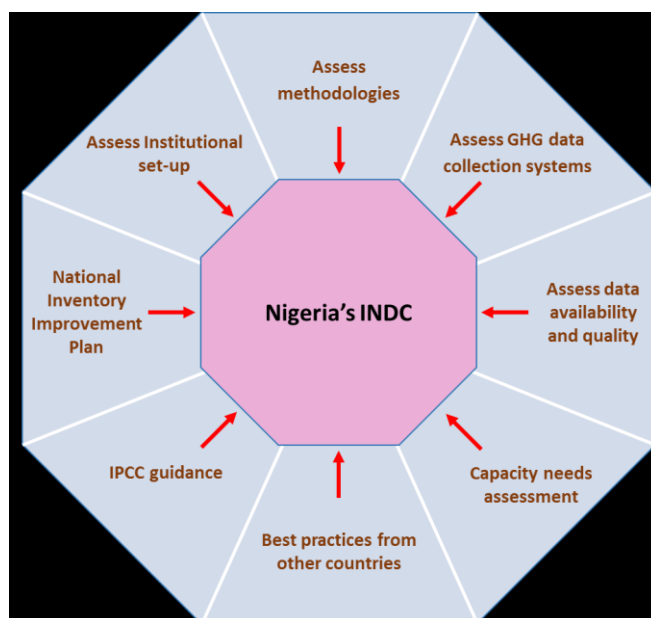 Assess
methodologies
Assess GHG data
collection systems
Assess data
availability
and quality
Capacity needs
assessment
Best practices from
other countries
IPCC guidance
National
Inventory
Improvement
Plan
Assess Institutional
set-up
Nigeria's INDC